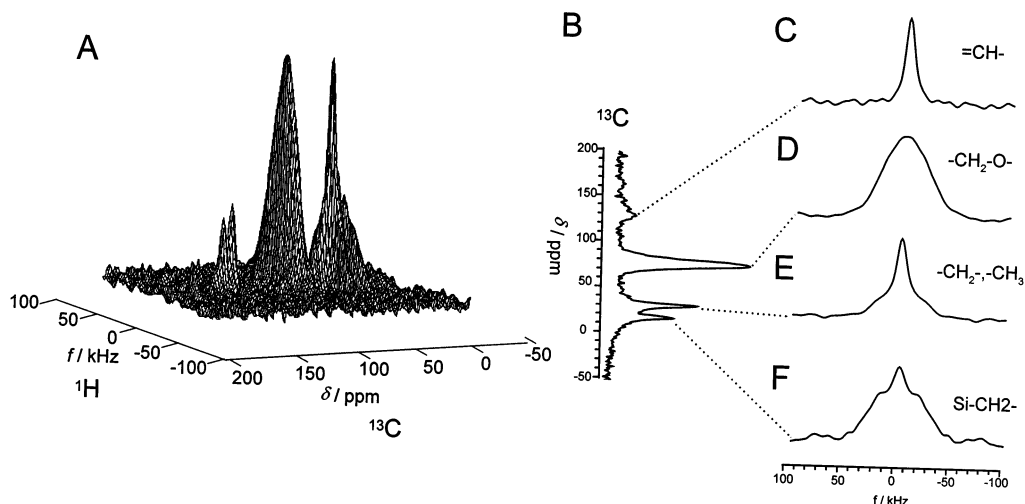 A
100
50
0
-50
-100
f / kHz
¹H
200
150
100
50
0
-50
δ / ppm
¹³C
B
¹³C
200
150
100
50
0
-50
δ / ppm
C
=CH-
D
-CH₂-O-
E
-CH₂-,-CH₃
F
Si-CH2-
100
50
0
-50
-100
f / kHz